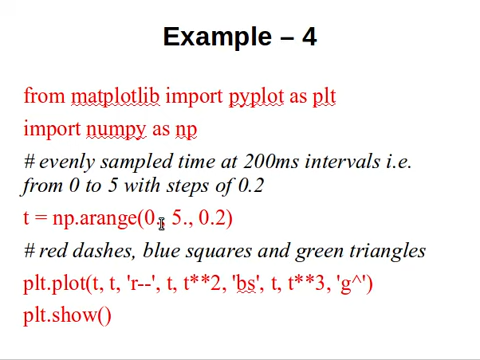 Example – 4
from matplotlib import pyplot as plt
import numpy as np
# evenly sampled time at 200ms intervals i.e.
from 0 to 5 with steps of 0.2
t = np.arange(0., 5., 0.2)
# red dashes, blue squares and green triangles
plt.plot(t, t, 'r--', t, t**2, 'bs', t, t**3, 'g^')
plt.show()